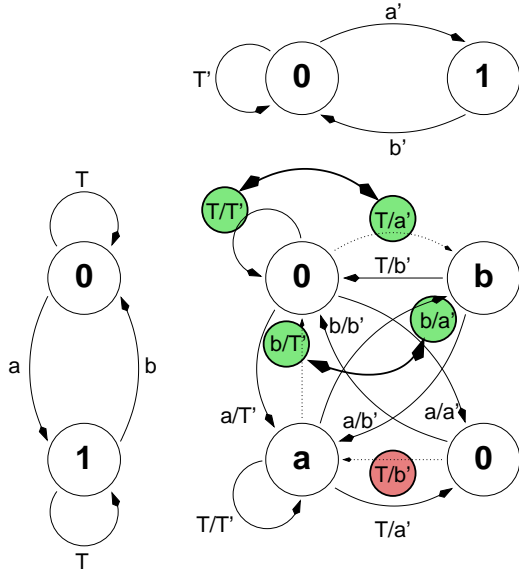 a'
T'
0
1
b'
T
T/T'
T/a'
0
0
T/b'
b
b/b'
b/a'
b/T'
a
b
a/T'
a/b'
a/a'
1
a
T/b'
0
T/T'
T/a'
T